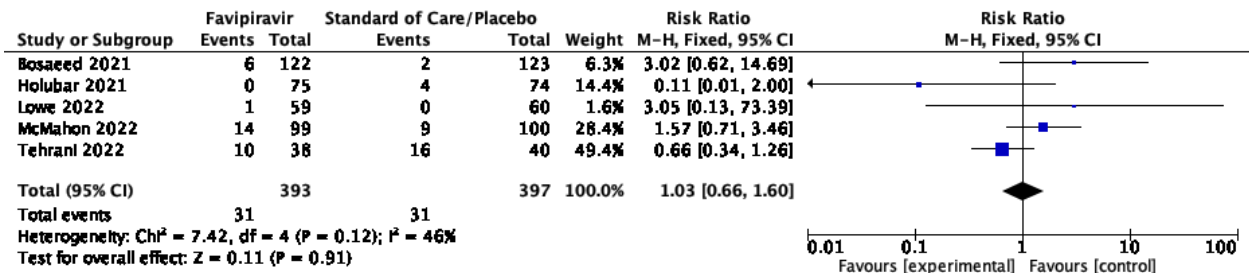 Favipiravir Standard of Care/Placebo Risk Ratio Risk Ratio
Study or Subgroup Events Total Events Total Weight M-H, Fixed, 95% CI M-H, Fixed, 95% CI
Bosaeed 2021 6 122 2 123 6.3% 3.02 [0.62, 14.69]
Holubar 2021 0 75 4 74 14.4% 0.11 [0.01, 2.00]
Lowe 2022 1 59 0 60 1.6% 3.05 [0.13, 73.39]
McMahon 2022 14 99 9 100 28.4% 1.57 [0.71, 3.46]
Tehrani 2022 10 38 16 40 49.4% 0.66 [0.34, 1.26]
Total (95% CI) 393 397 100.0% 1.03 [0.66, 1.60]
Total events 31 31
Heterogeneity: Chi² = 7.42, df = 4 (P = 0.12); I² = 46%
Test for overall effect: Z = 0.11 (P = 0.91)
0.01 0.1 1 10 100
Favours [experimental] Favours [control]